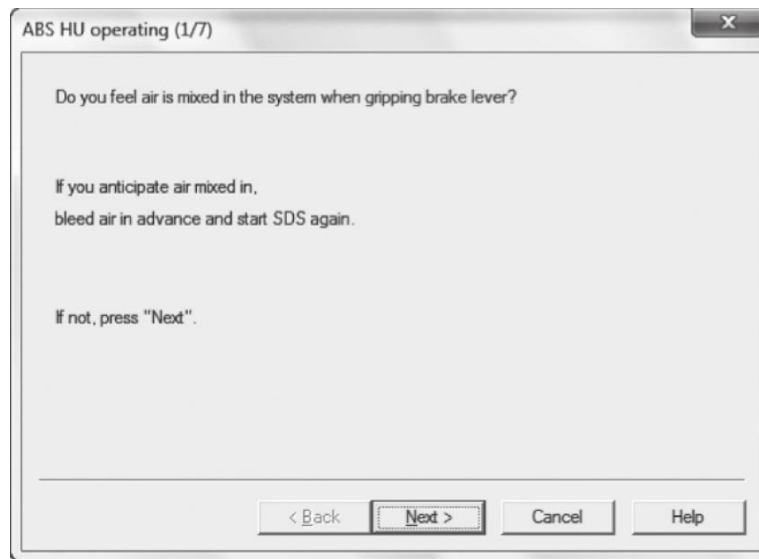 ABS HU operating (1/7)
Do you feel air is mixed in the system when gripping brake lever?
If you anticipate air mixed in,
bleed air in advance and start SDS again.
If not, press "Next".
< Back Next > Cancel Help